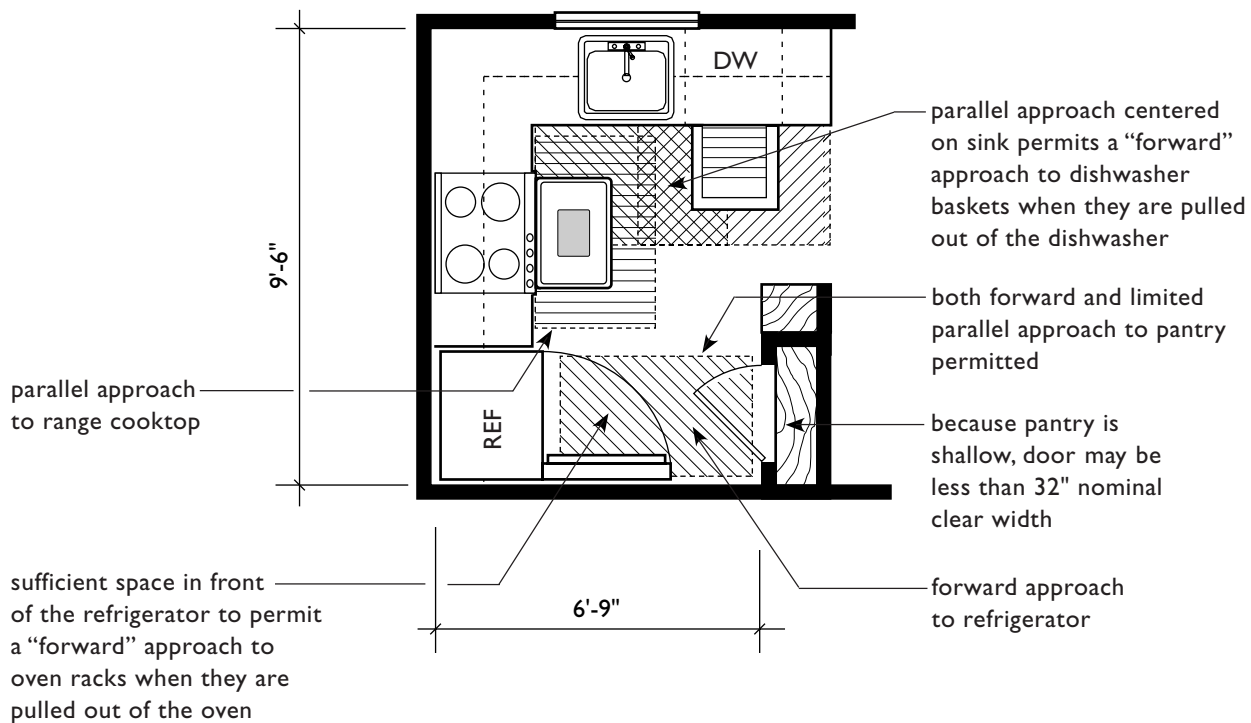 DW
parallel approach centered
on sink permits a “forward”
approach to dishwasher
baskets when they are pulled
out of the dishwasher
9'-6"
both forward and limited
parallel approach to pantry
permitted
parallel approach
to range cooktop
REF
because pantry is
shallow, door may be
less than 32" nominal
clear width
sufficient space in front
of the refrigerator to permit
a “forward” approach to
oven racks when they are
pulled out of the oven
6'-9"
forward approach
to refrigerator